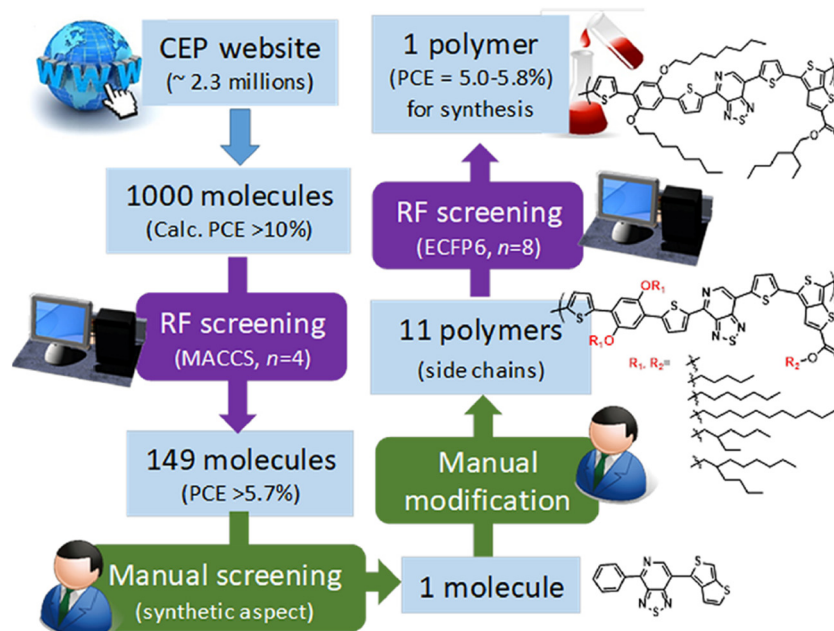 WWW
CEP website
(~ 2.3 millions)
1000 molecules
(Calc. PCE >10%)
RF screening
(MACCS, n=4)
149 molecules
(PCE >5.7%)
Manual screening
(synthetic aspect)
1 molecule
N
S
S
N
S
N
Manual
modification
11 polymers
(side chains)
OR₁
R₁O
S
S
N
N
S
N
S
S
S
R₂-O
R₁, R₂=
RF screening
(ECFP6, n=8)
1 polymer
(PCE = 5.0-5.8%)
for synthesis
O
O
S
S
N
N
S
N
S
S
S
O